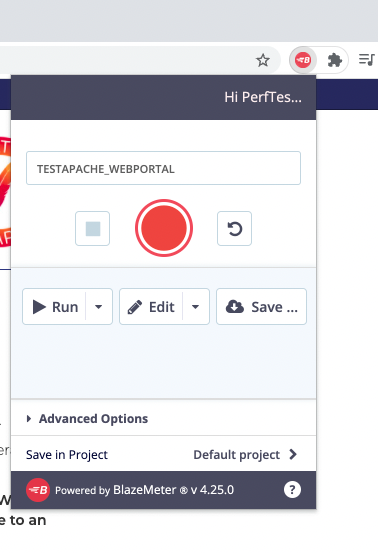 Hi PerfTes...
TESTAPACHE_WEBPORTAL
Run
Edit
Save ...
Advanced Options
Save in Project
Default project
Powered by BlazeMeter ® v 4.25.0
?
e to an